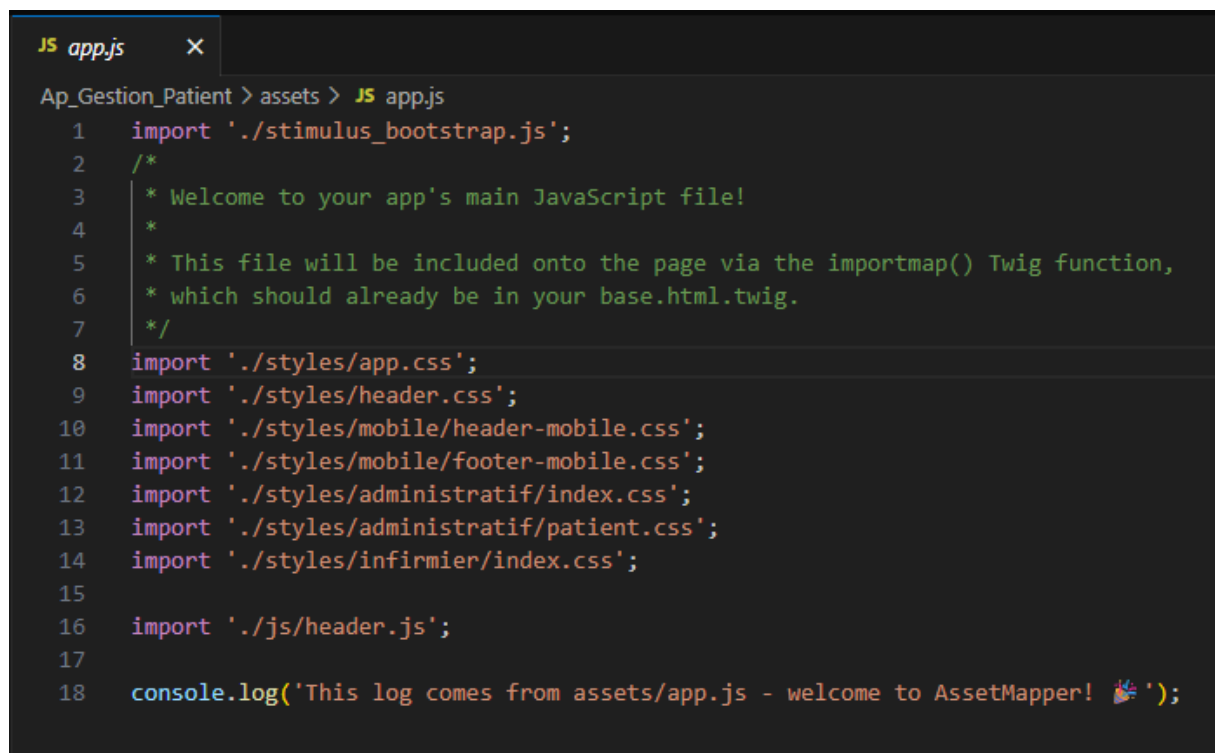 JS app.js ×
Ap_Gestion_Patient > assets > JS app.js
1 import './stimulus_bootstrap.js';
2 /*
3 * Welcome to your app's main JavaScript file!
4 *
5 * This file will be included onto the page via the importmap() Twig function,
6 * which should already be in your base.html.twig.
7 */
8 import './styles/app.css';
9 import './styles/header.css';
10 import './styles/mobile/header-mobile.css';
11 import './styles/mobile/footer-mobile.css';
12 import './styles/administratif/index.css';
13 import './styles/administratif/patient.css';
14 import './styles/infirmier/index.css';
15
16 import './js/header.js';
17
18 console.log('This log comes from assets/app.js - welcome to AssetMapper! 🎉');